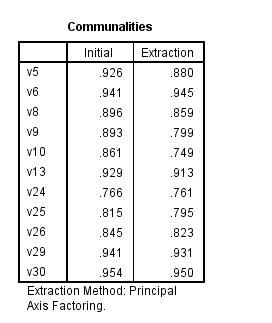 Communalities
Initial Extraction
v5 .926 .880
v6 .941 .945
v8 .896 .859
v9 .893 .799
v10 .861 .749
v13 .929 .913
v24 .766 .761
v25 .815 .795
v26 .845 .823
v29 .941 .931
v30 .954 .950
Extraction Method: Principal
Axis Factoring.